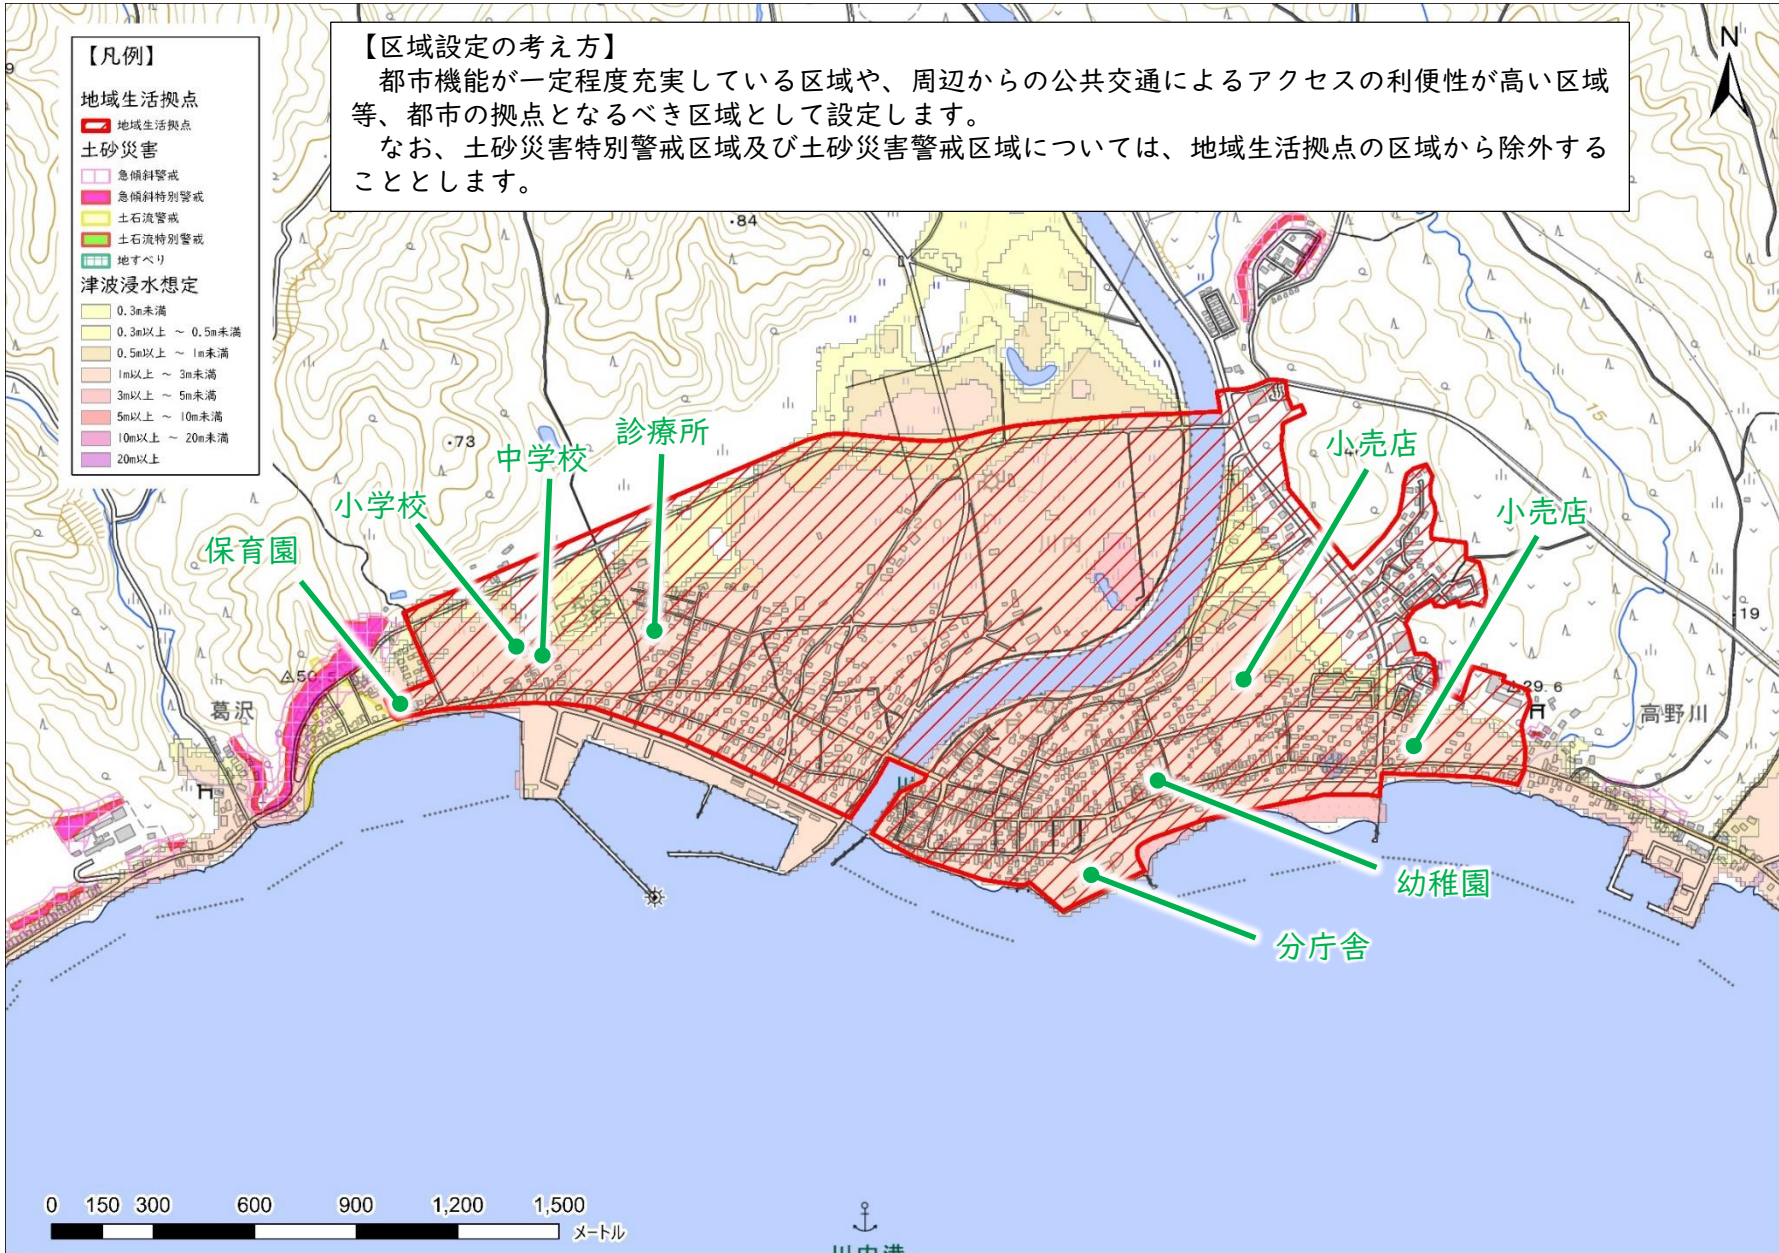 【凡例】
地域生活拠点
地域生活拠点
土砂災害
急傾斜警戒
急傾斜特別警戒
土石流警戒
土石流特別警戒
地すべり
津波浸水想定
0.3m未満
0.3m以上 ~ 0.5m未満
0.5m以上 ~ 1m未満
1m以上 ~ 3m未満
3m以上 ~ 5m未満
5m以上 ~ 10m未満
10m以上 ~ 20m未満
20m以上
【区域設定の考え方】
都市機能が一定程度充実している区域や、周辺からの公共交通によるアクセスの利便性が高い区域
等、都市の拠点となるべき区域として設定します。
なお、土砂災害特別警戒区域及び土砂災害警戒区域については、地域生活拠点の区域から除外する
こととします。
N
・84
・73
15
診療所
中学校
小学校
保育園
小売店
小売店
川内
19
葛沢
29.6
高野川
川
幼稚園
分庁舎
0 150 300 600 900 1,200 1,500
メートル
川内港